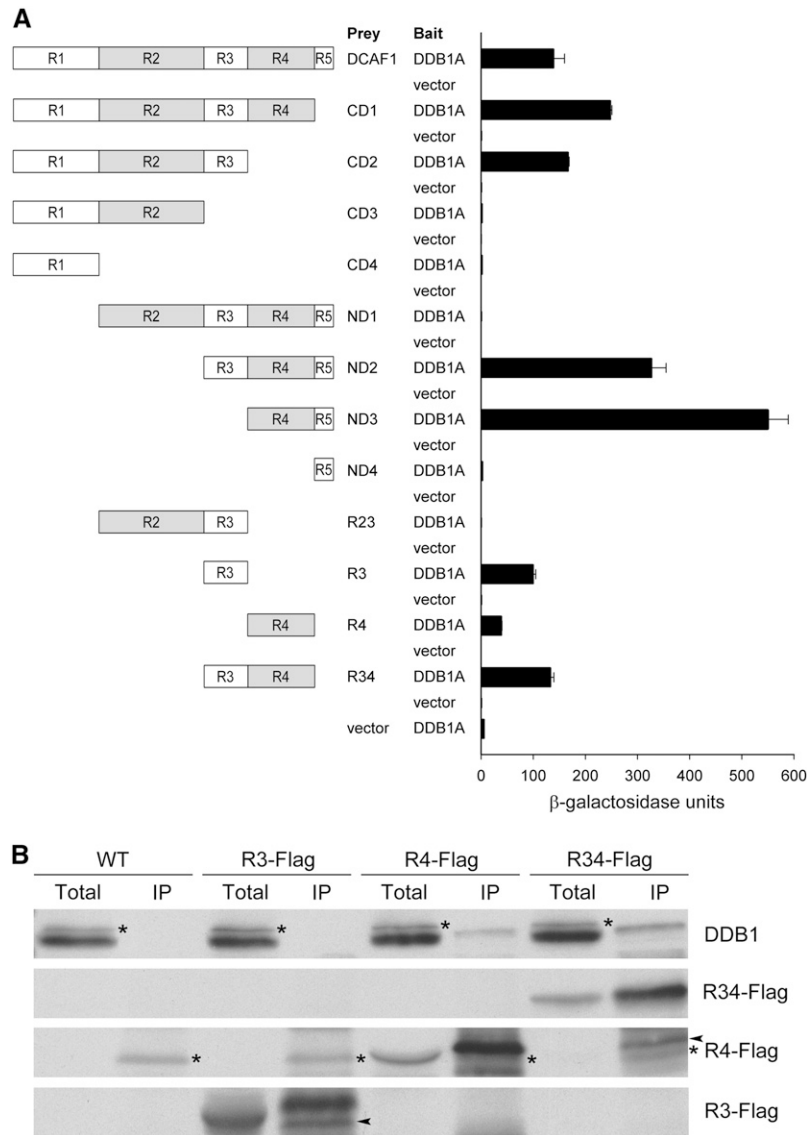 A
Prey Bait
R1 R2 R3 R4 R5 DCAF1 DDB1A
vector
R1 R2 R3 R4 CD1 DDB1A
vector
R1 R2 R3 CD2 DDB1A
vector
R1 R2 CD3 DDB1A
vector
R1 CD4 DDB1A
vector
R2 R3 R4 R5 ND1 DDB1A
vector
R3 R4 R5 ND2 DDB1A
vector
R4 R5 ND3 DDB1A
vector
R5 ND4 DDB1A
vector
R2 R3 R23 DDB1A
vector
R3 R3 DDB1A
vector
R4 R4 DDB1A
vector
R3 R4 R34 DDB1A
vector
vector DDB1A
0 100 200 300 400 500 600
β-galactosidase units
B
WT R3-Flag R4-Flag R34-Flag
Total IP Total IP Total IP Total IP
* * * * DDB1
R34-Flag
* * * * R4-Flag
R3-Flag